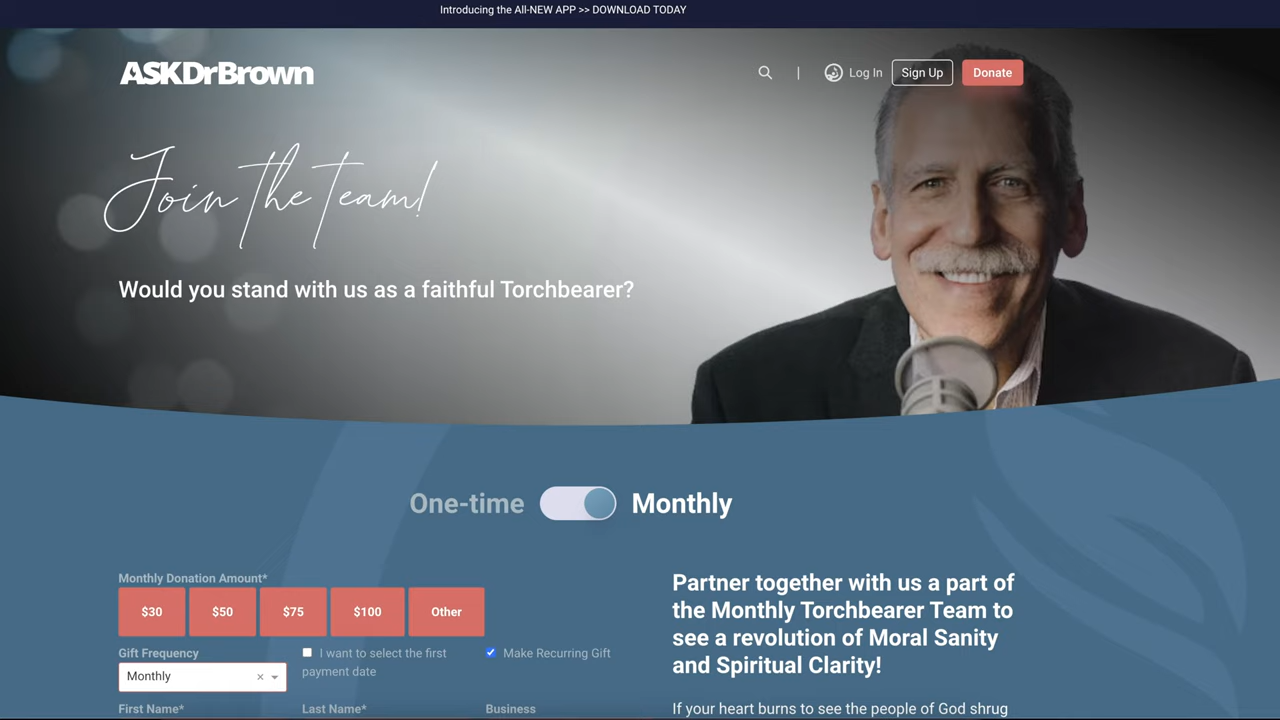 Introducing the All-NEW APP >> DOWNLOAD TODAY
ASKDrBrown
| Log In Sign Up Donate
Join the team!
Would you stand with us as a faithful Torchbearer?
One-time Monthly
Monthly Donation Amount*
$30 $50 $75 $100 Other
Gift Frequency
Monthly
I want to select the first
payment date
Make Recurring Gift
First Name* Last Name* Business
Partner together with us a part of
the Monthly Torchbearer Team to
see a revolution of Moral Sanity
and Spiritual Clarity!
If your heart burns to see the people of God shrug